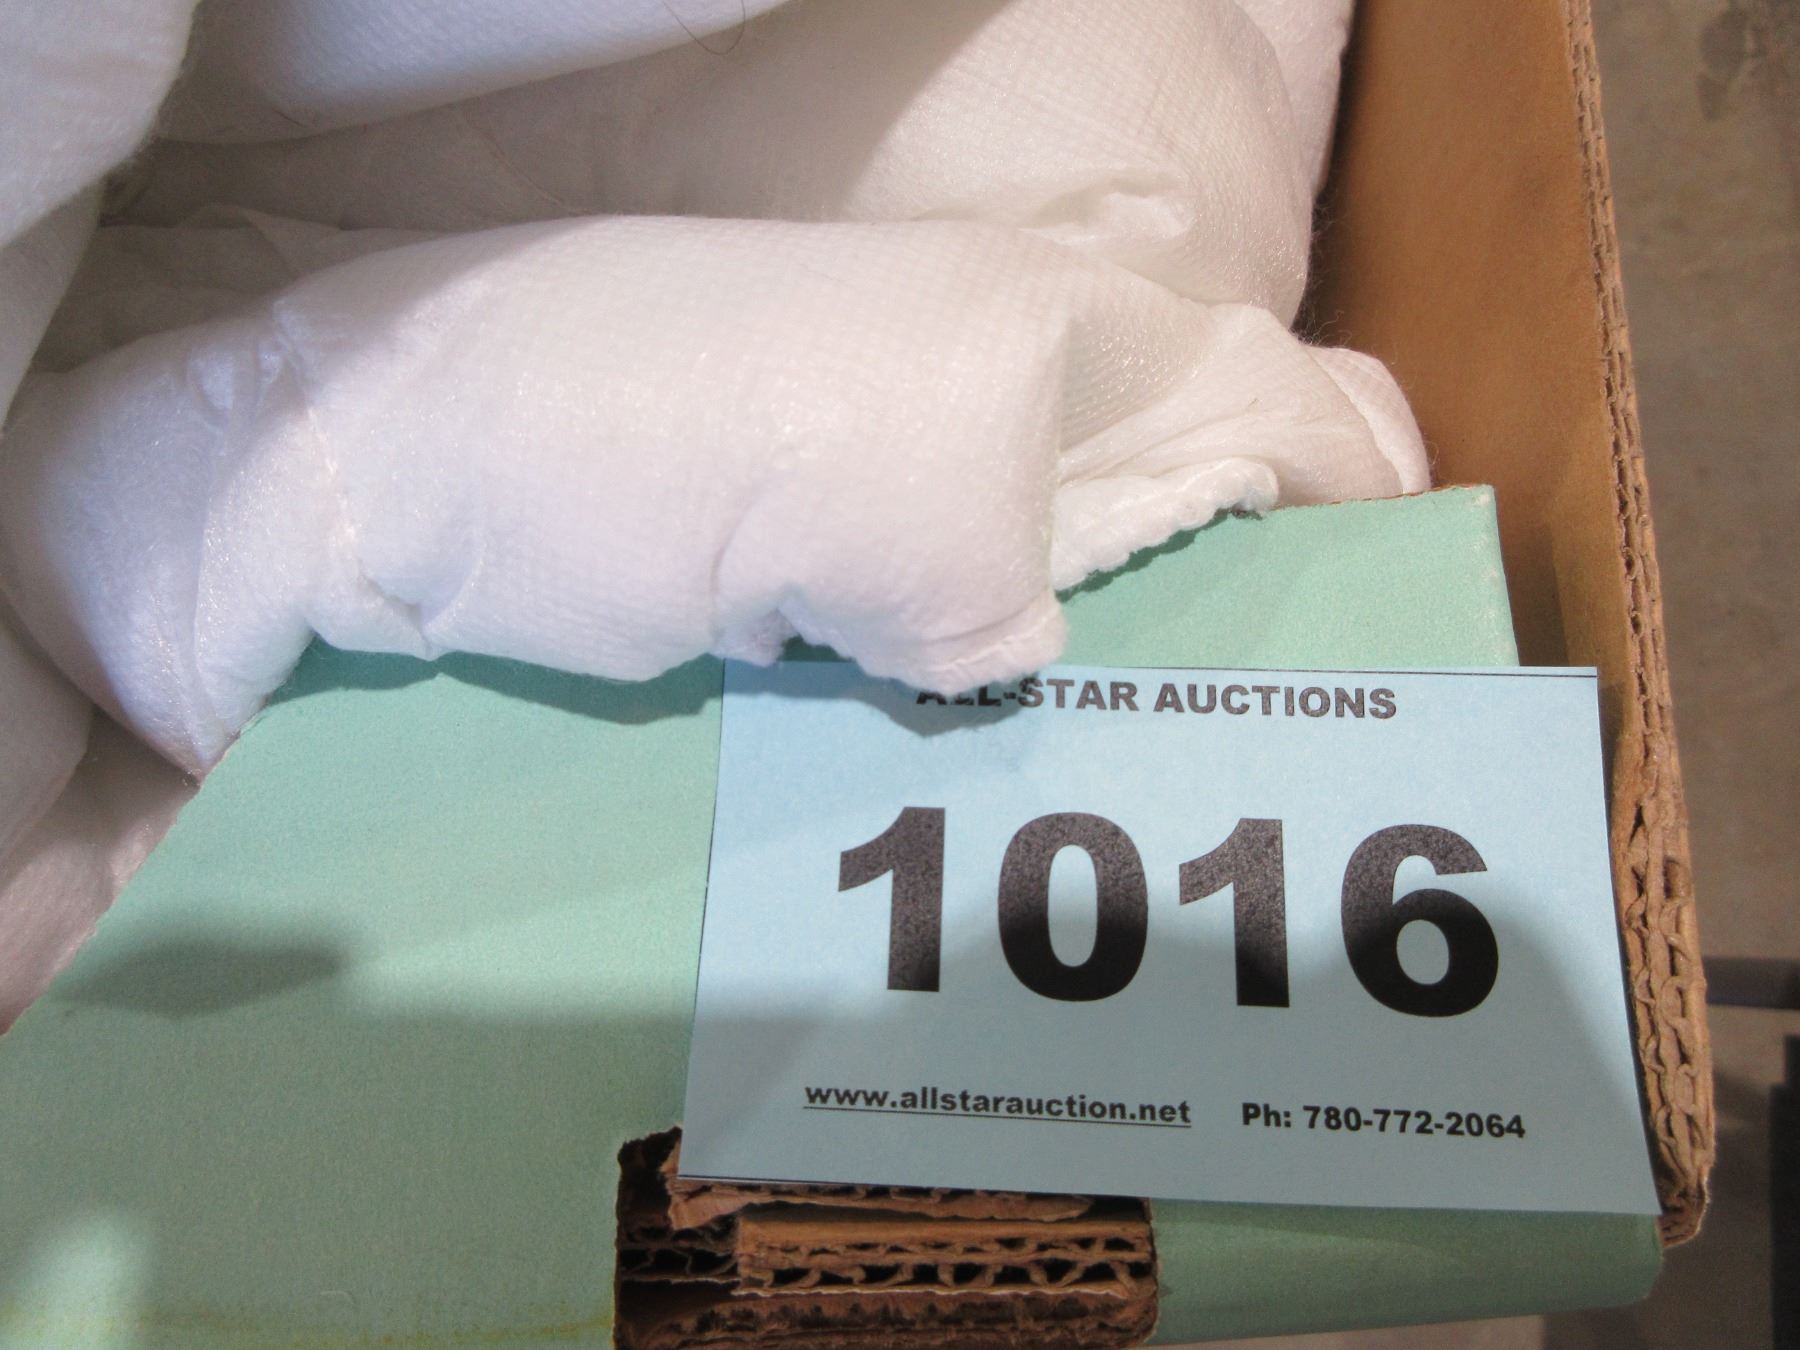 ALL-STAR AUCTIONS
1016
www.allstarauction.net Ph: 780-772-2064